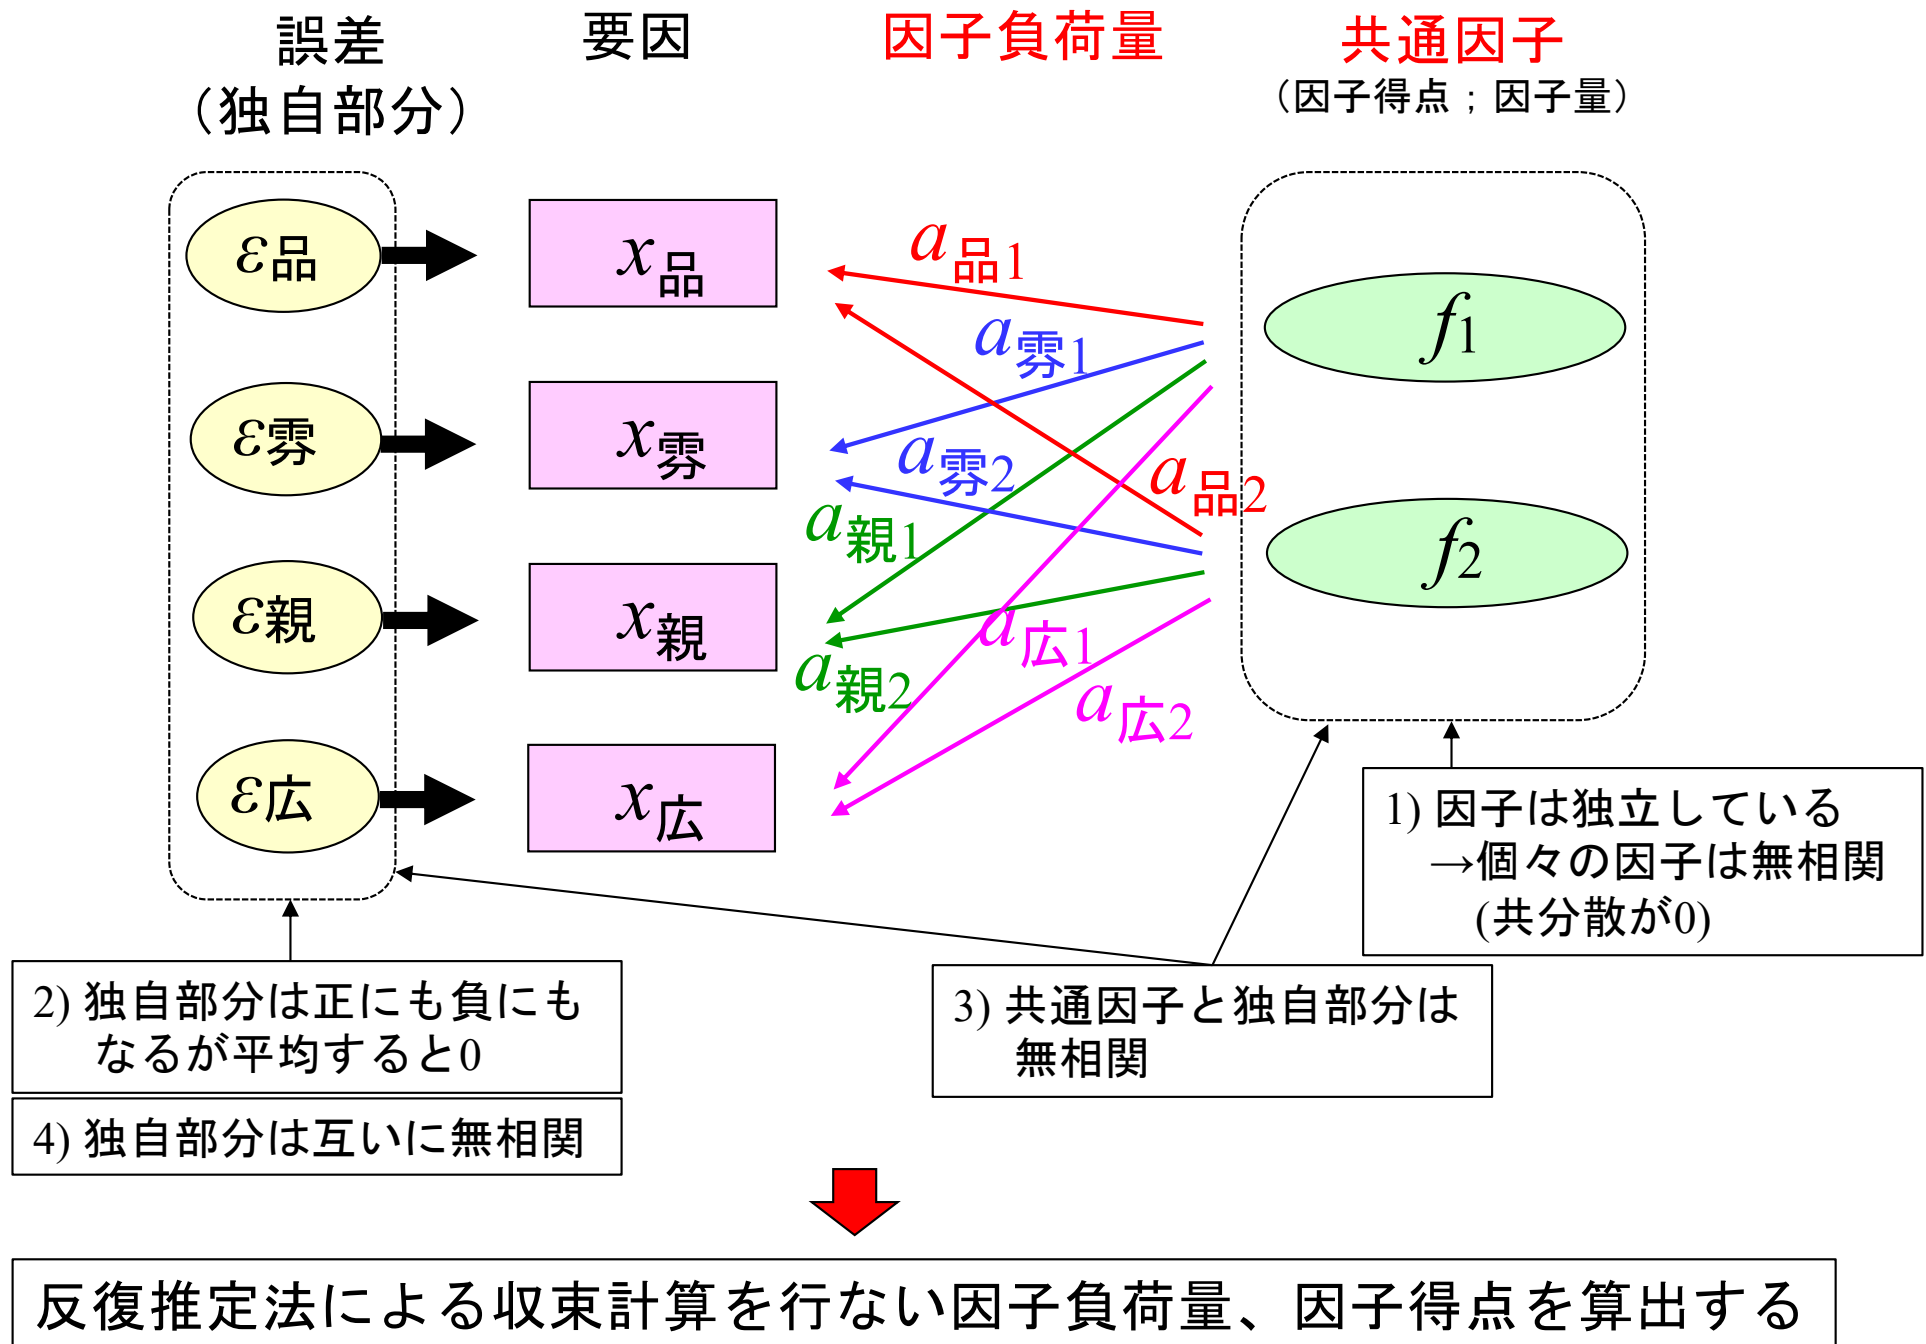 誤差
（独自部分）
要因
因子負荷量
共通因子
（因子得点；因子量）
ε品
x品
a品1
f1
a雰1
ε雰
x雰
a雰2
a品2
a親1
f2
ε親
x親
a広1
a親2
a広2
ε広
x広
1) 因子は独立している
→個々の因子は無相関
(共分散が0)
2) 独自部分は正にも負にも
なるが平均すると0
3) 共通因子と独自部分は
無相関
4) 独自部分は互いに無相関
反復推定法による収束計算を行ない因子負荷量、因子得点を算出する